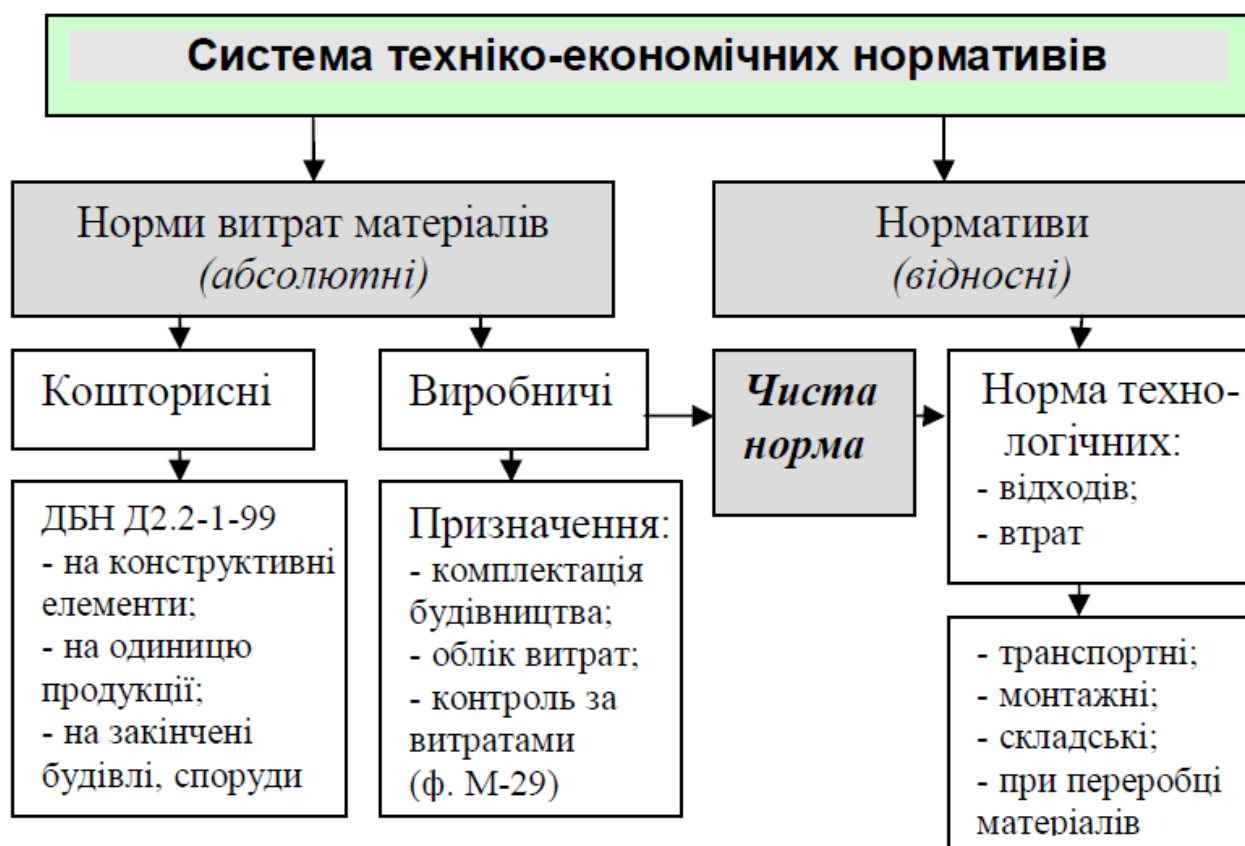 Система техніко-економічних нормативів
Норми витрат матеріалів
(абсолютні)
Нормативи
(відносні)
Кошторисні
Виробничі
Чиста
норма
Норма техно-
логічних:
- відходів;
- втрат
ДБН Д2.2-1-99
- на конструктивні
елементи;
- на одиницю
продукції;
- на закінчені
будівлі, споруди
Призначення:
- комплектація
будівництва;
- облік витрат;
- контроль за
витратами
(ф. М-29)
- транспортні;
- монтажні;
- складські;
- при переробці
матеріалів